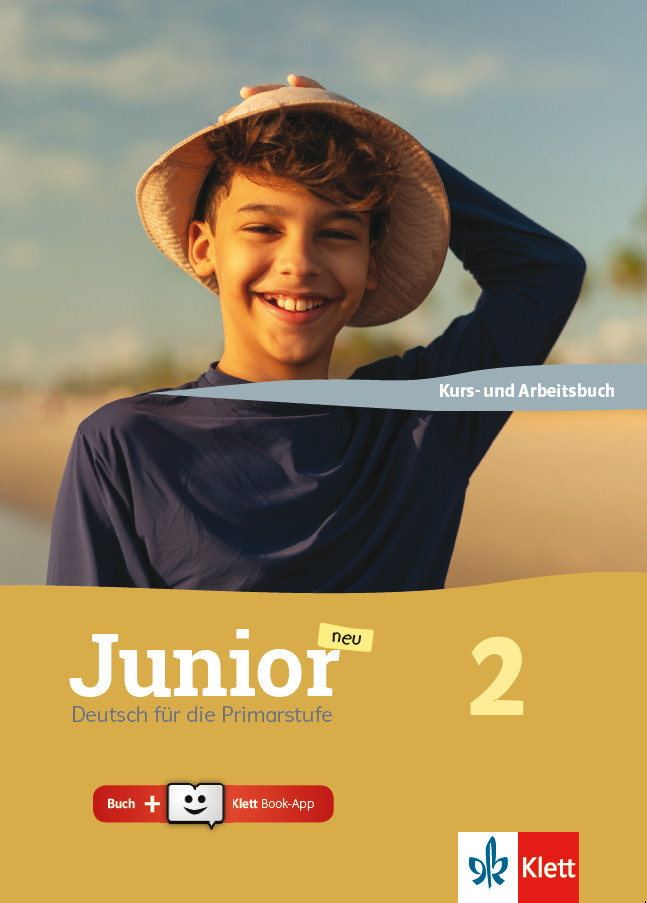 Kurs- und Arbeitsbuch
neu
Junior 2
Deutsch für die Primarstufe
Buch + Klett Book-App
Klett